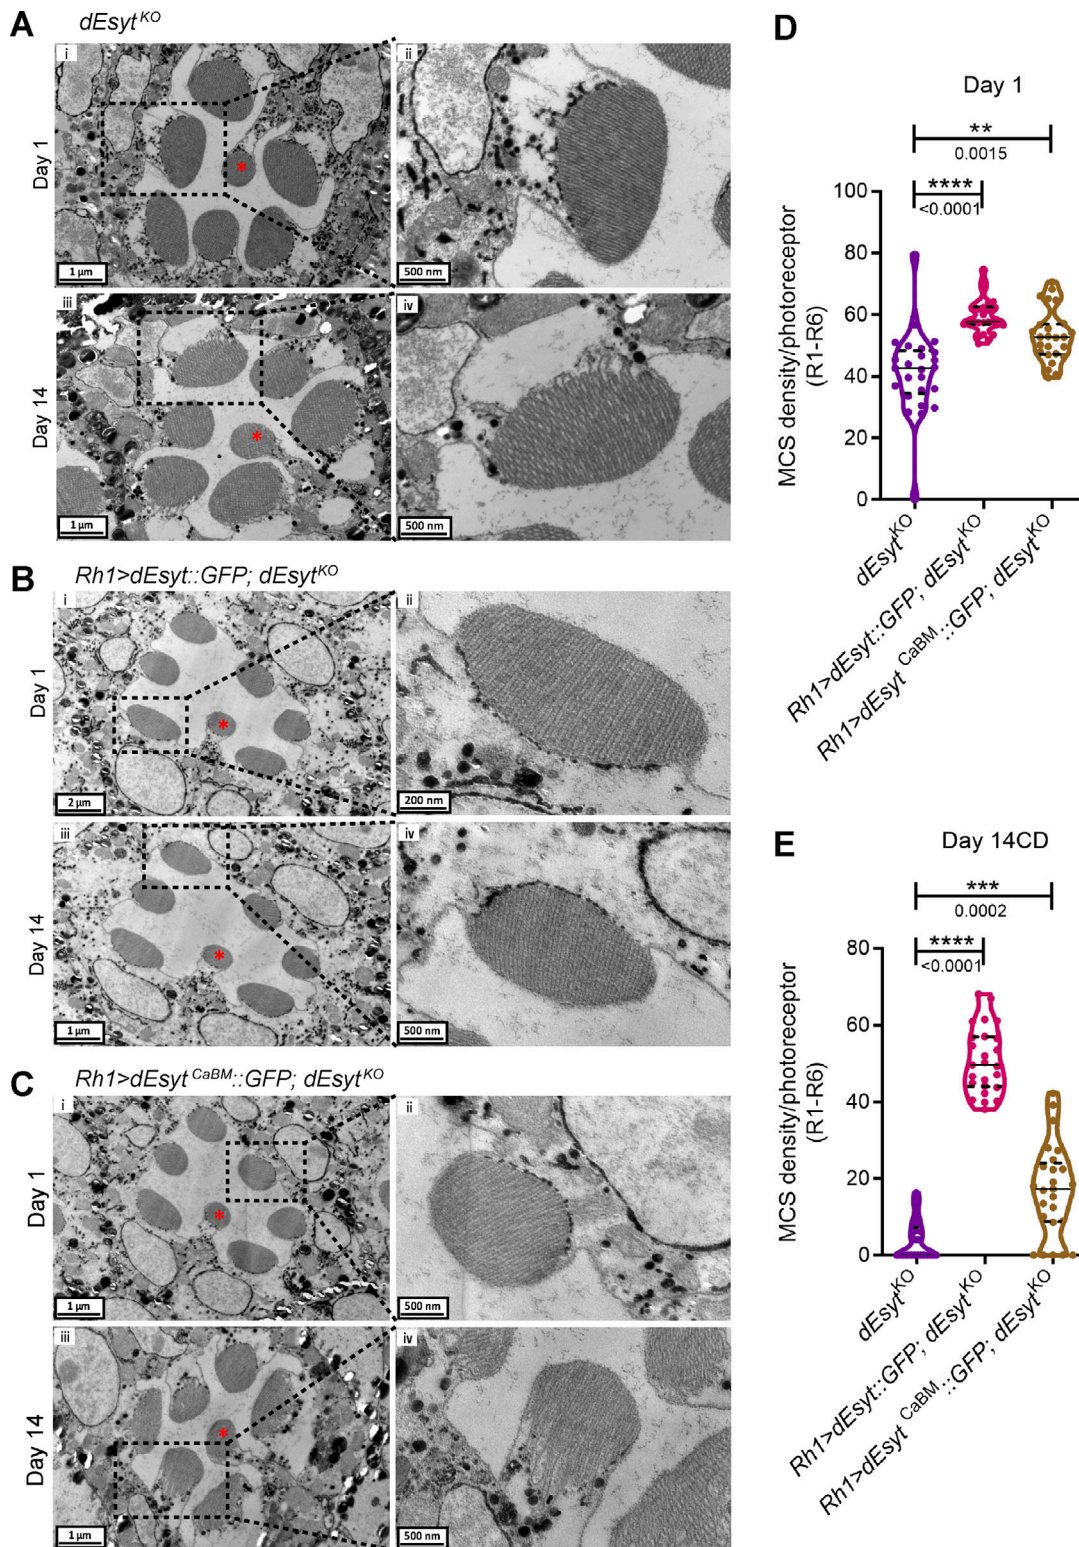 A
dEsyt^KO
Day 1
i
1 µm
ii
500 nm
Day 14
iii
1 µm
iv
500 nm
B
Rh1>dEsyt::GFP; dEsyt^KO
Day 1
i
2 µm
ii
200 nm
Day 14
iii
1 µm
iv
500 nm
C
Rh1>dEsyt^CaBM::GFP; dEsyt^KO
Day 1
i
1 µm
ii
500 nm
Day 14
iii
1 µm
iv
500 nm
D
Day 1
**
0.0015
****
<0.0001
100
80
60
40
20
0
MCS density/photoreceptor
(R1-R6)
dEsyt^KO
Rh1>dEsyt::GFP; dEsyt^KO
Rh1>dEsyt^CaBM::GFP; dEsyt^KO
E
Day 14CD
***
0.0002
****
<0.0001
80
60
40
20
0
MCS density/photoreceptor
(R1-R6)
dEsyt^KO
Rh1>dEsyt::GFP; dEsyt^KO
Rh1>dEsyt^CaBM::GFP; dEsyt^KO